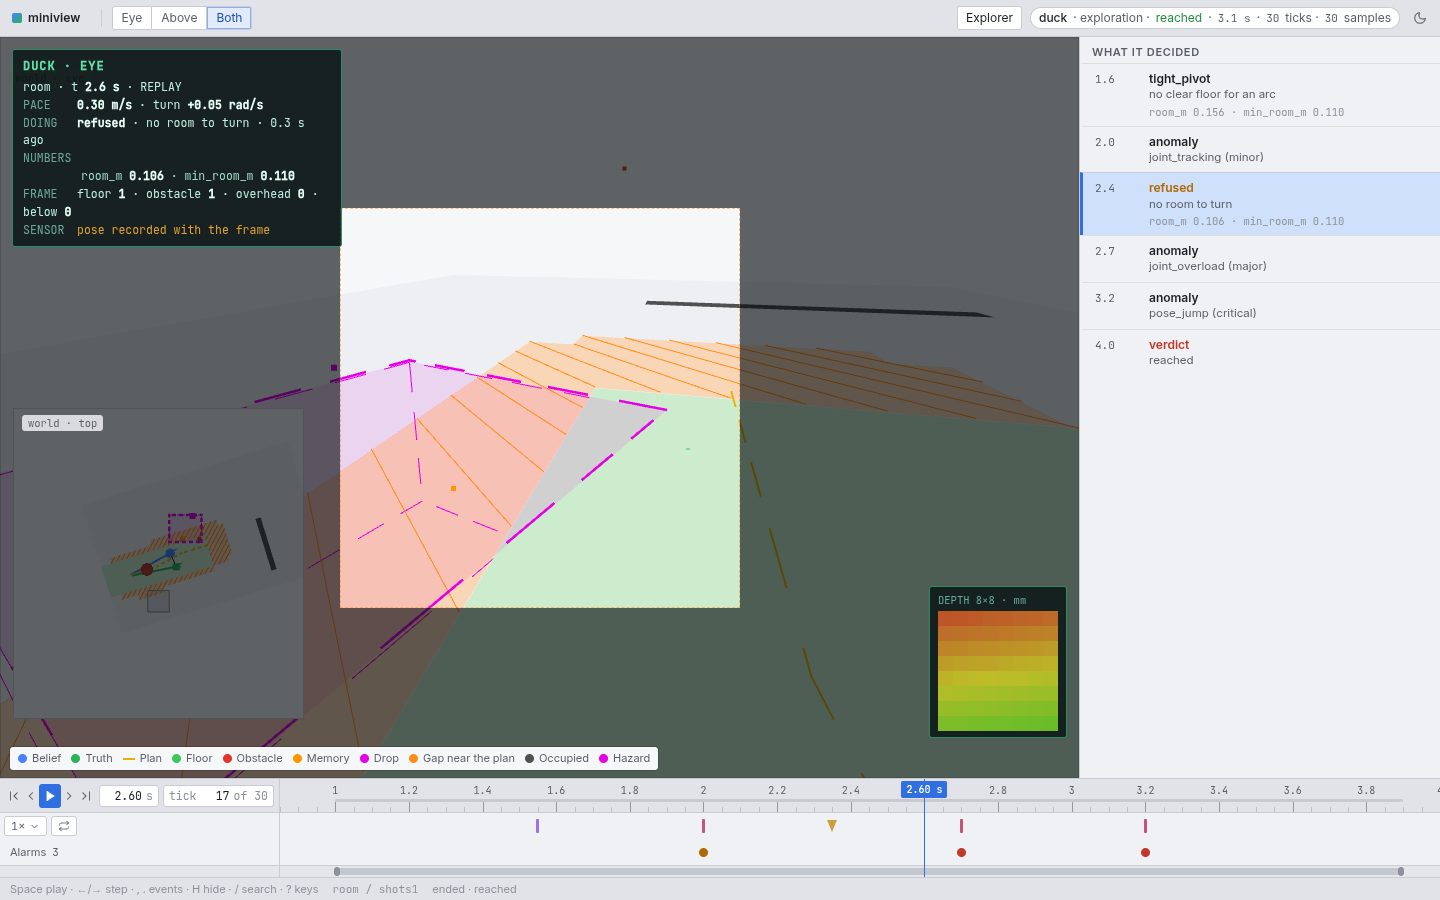 miniview
Eye
Above
Both
Explorer
duck · exploration · reached · 3.1 s · 30 ticks · 30 samples
DUCK · EYE
room · t 2.6 s · REPLAY
PACE 0.30 m/s · turn +0.05 rad/s
DOING refused · no room to turn · 0.3 s
ago
NUMBERS
room_m 0.106 · min_room_m 0.110
FRAME floor 1 · obstacle 1 · overhead 0 ·
below 0
SENSOR pose recorded with the frame
WHAT IT DECIDED
1.6 tight_pivot
no clear floor for an arc
room_m 0.156 · min_room_m 0.110
2.0 anomaly
joint_tracking (minor)
2.4 refused
no room to turn
room_m 0.106 · min_room_m 0.110
2.7 anomaly
joint_overload (major)
3.2 anomaly
pose_jump (critical)
4.0 verdict
reached
world · top
DEPTH 8×8 · mm
Belief Truth Plan Floor Obstacle Memory Drop Gap near the plan Occupied Hazard
2.60 s tick 17 of 30
1 1.2 1.4 1.6 1.8 2 2.2 2.4 2.60 s 2.8 3 3.2 3.4 3.6 3.8
1×
Alarms 3
Space play · ←/→ step · , . events · H hide · / search · ? keys room / shots1 ended · reached